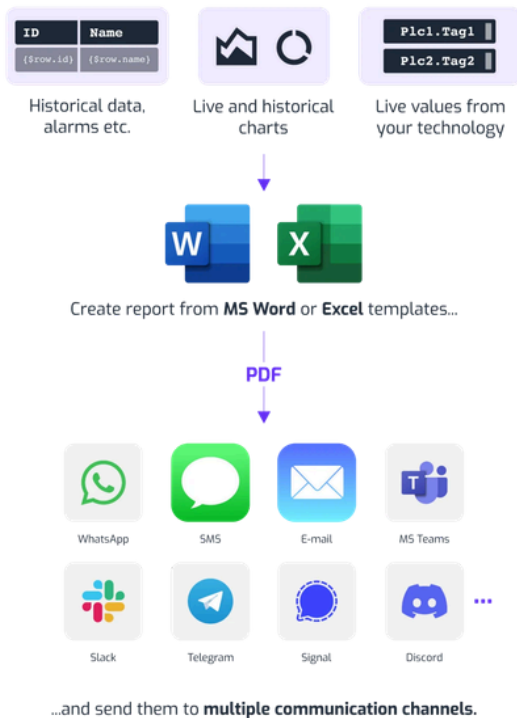 ID Name
{$row.id} {$row.name}
Plc1.Tag1
Plc2.Tag2
Historical data,
alarms etc.
Live and historical
charts
Live values from
your technology
W
X
Create report from MS Word or Excel templates...
PDF
T
WhatsApp
SMS
E-mail
MS Teams
Slack
Telegram
Signal
Discord
...
...and send them to multiple communication channels.